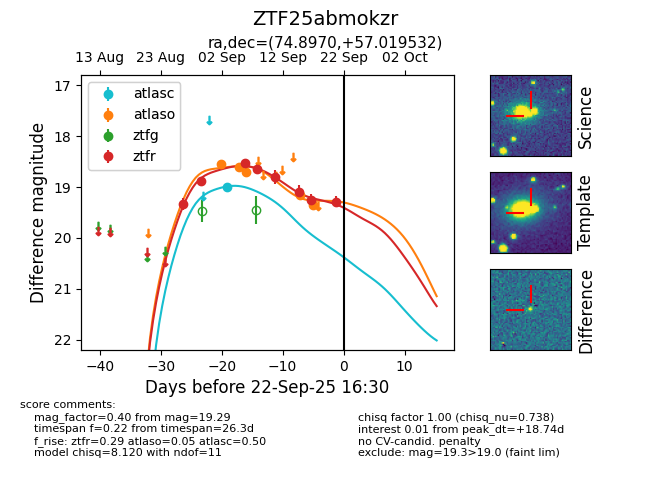 ZTF25abmokzr
ra,dec=(74.8970,+57.019532)
13 Aug 23 Aug 02 Sep 12 Sep 22 Sep 02 Oct
17
18
19
20
21
22
Difference magnitude
atlasc
atlaso
ztfg
ztfr
−40 −30 −20 −10 0 10
Days before 22-Sep-25 16:30
Science
Template
Difference
score comments:
mag_factor=0.40 from mag=19.29
timespan f=0.22 from timespan=26.3d
f_rise: ztfr=0.29 atlaso=0.05 atlasc=0.50
model chisq=8.120 with ndof=11
chisq factor 1.00 (chisq_nu=0.738)
interest 0.01 from peak_dt=+18.74d
no CV-candid. penalty
exclude: mag=19.3>19.0 (faint lim)